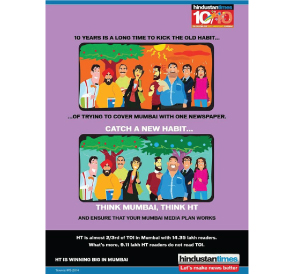 hindustantimes
10/10
10 YEARS IS A LONG TIME TO KICK THE OLD HABIT...
...OF TRYING TO COVER MUMBAI WITH ONE NEWSPAPER.
CATCH A NEW HABIT...
THINK MUMBAI, THINK HT
AND ENSURE THAT YOUR MUMBAI MEDIA PLAN WORKS
HT is almost 2/3rd of TOI in Mumbai with 14.35 lakh readers.
What's more, 9.11 lakh HT readers do not read TOI.
HT IS WINNING BIG IN MUMBAI
hindustantimes
Let's make news better